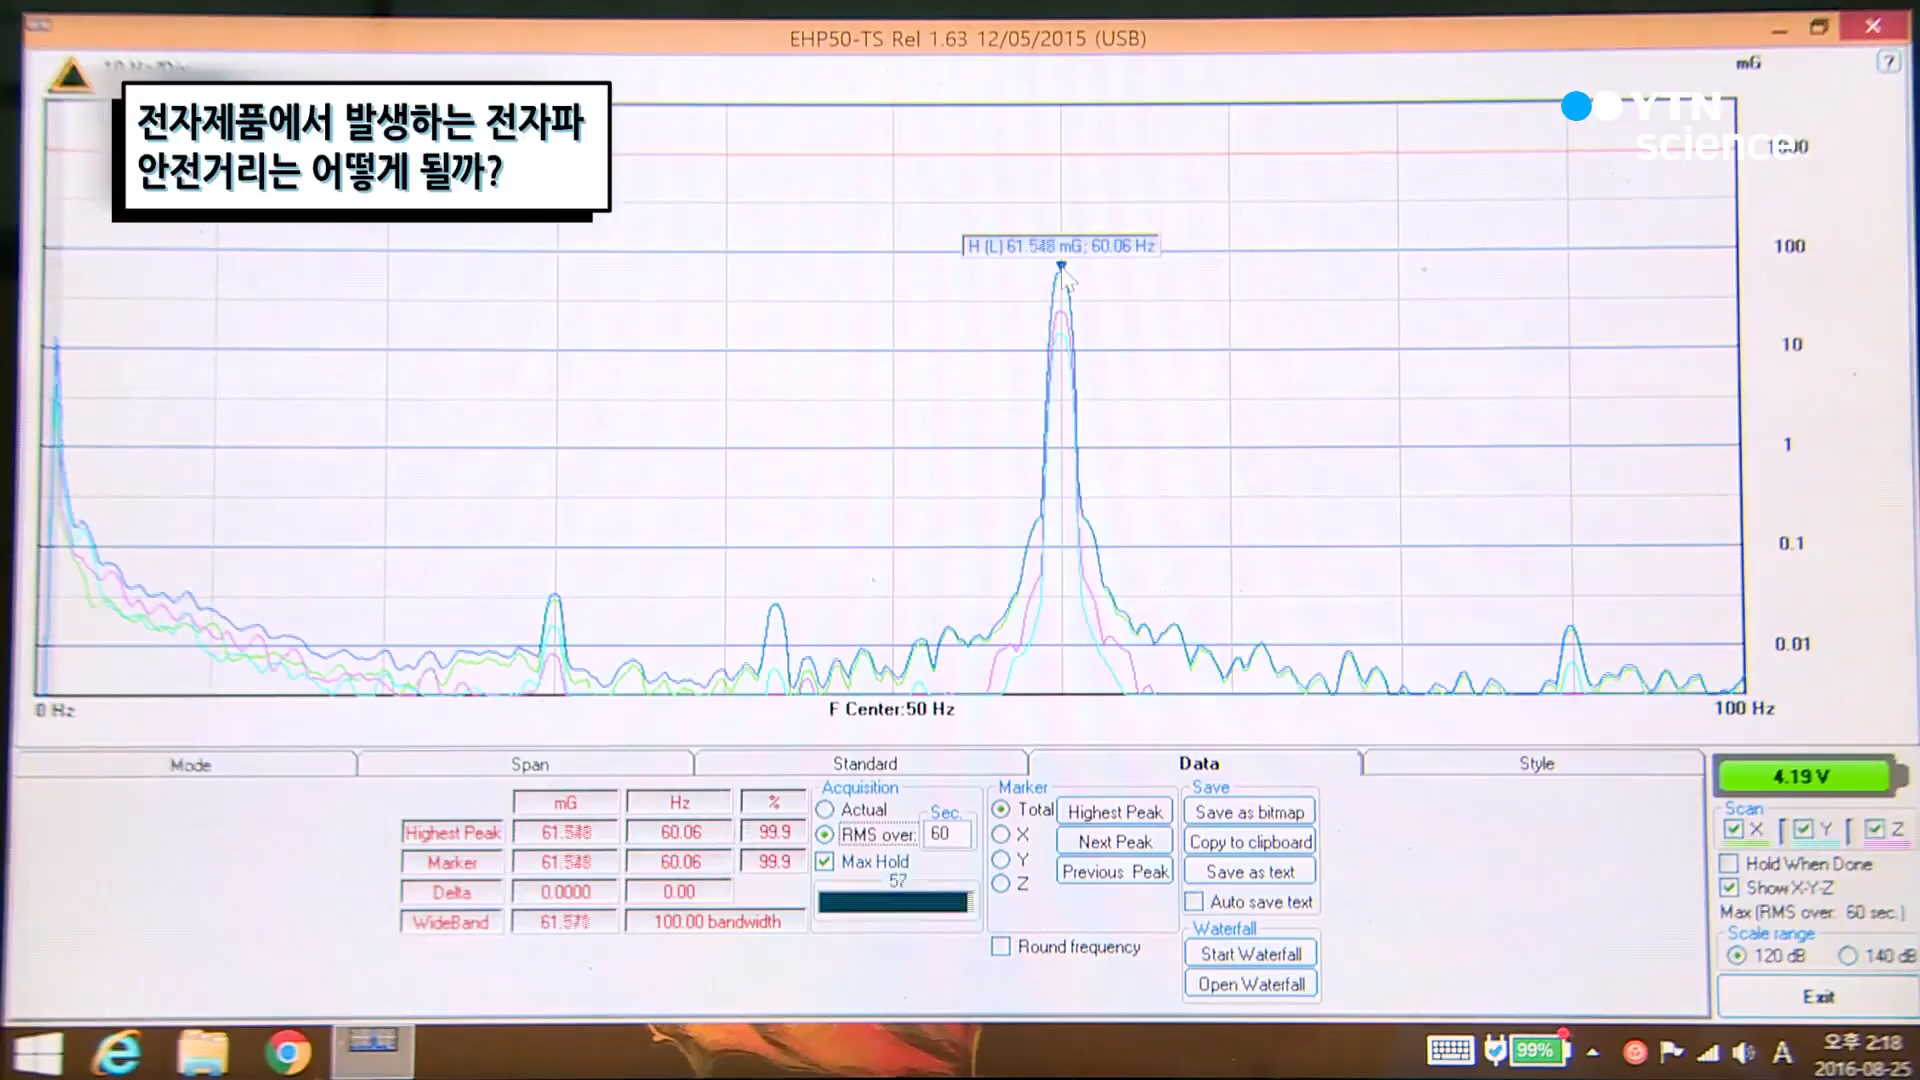 EHP50-TS Rel 1.63 12/05/2015 (USB)
mG
?
전자제품에서 발생하는 전자파
안전거리는 어떻게 될까?
YTN
science
1000
H (L) 61.548 mG; 60.06 Hz
100
10
1
0.1
0.01
0 Hz
F Center:50 Hz
100 Hz
Mode
Span
Standard
Data
Style
4.19 V
mG Hz %
Highest Peak 61.548 60.06 99.9
Marker 61.548 60.06 99.9
Delta 0.0000 0.00
WideBand 100.00 bandwidth
Acquisition
Actual
RMS over:
Sec.
60
Max Hold
57
Marker
Total
X
Y
Z
Highest Peak
Next Peak
Previous Peak
Round frequency
Save
Save as bitmap
Copy to clipboard
Save as text
Auto save text
Waterfall
Start Waterfall
Open Waterfall
Scan
X Y Z
Hold When Done
Show X-Y-Z
Max (RMS over: 60 sec.)
Scale range
120 dB 140 dB
Exit
99%
A
오후 2:18
2016-08-25